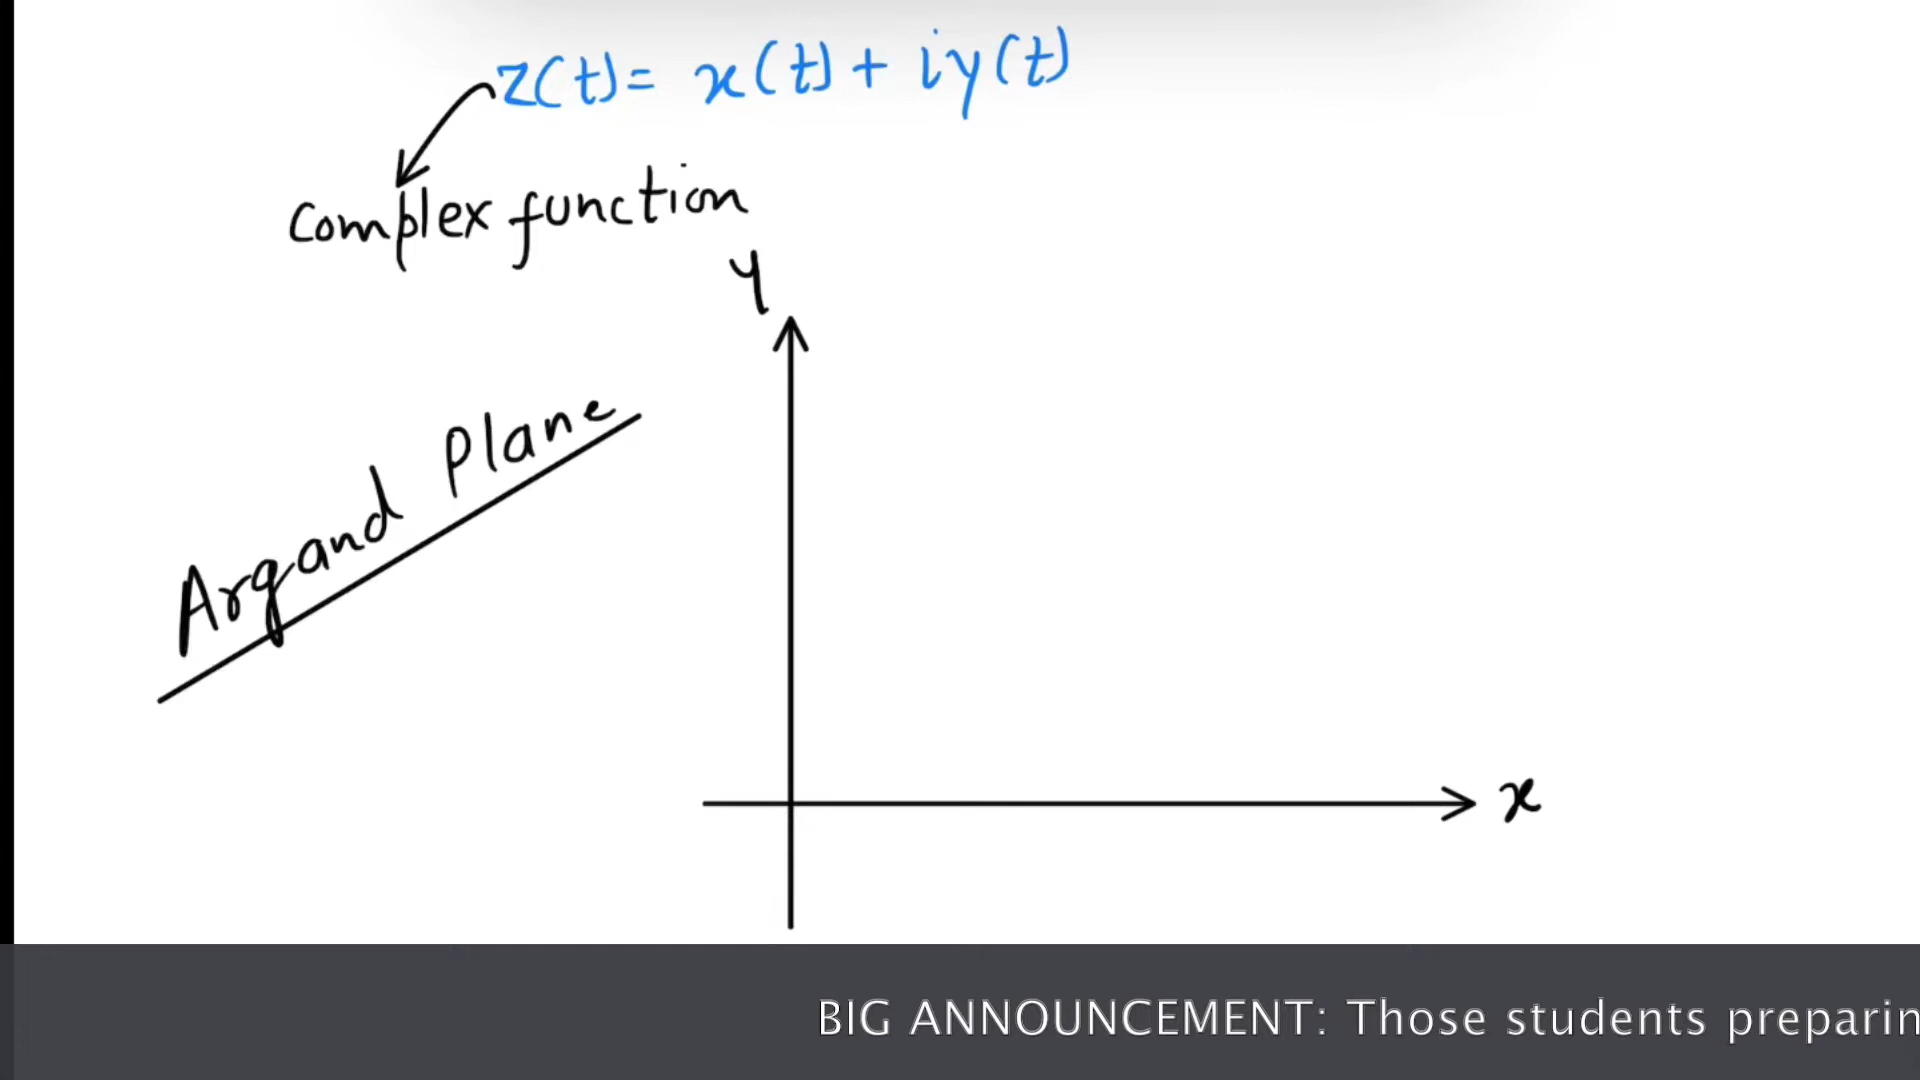 z(t)= x(t) + iy(t)
Complex function
y
Argand Plane
x
BIG ANNOUNCEMENT: Those students preparin